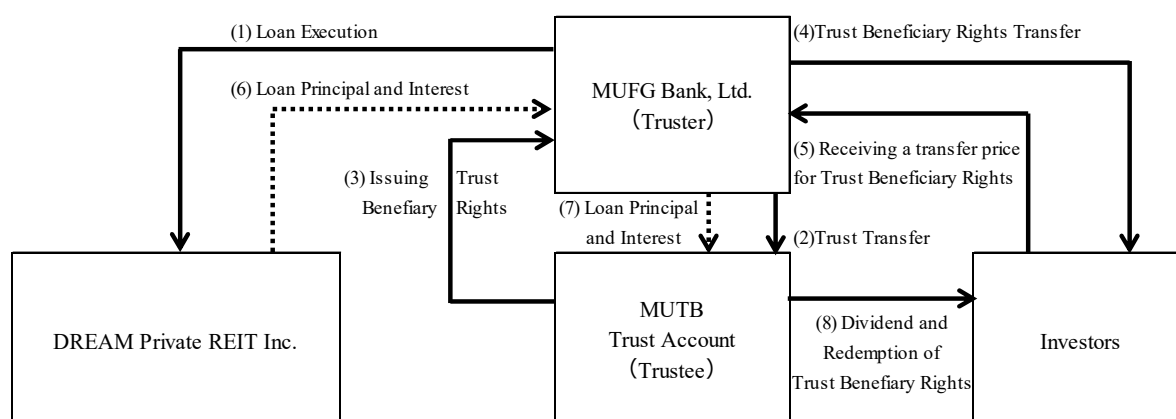 (1) Loan Execution
(4)Trust Beneficiary Rights Transfer
(6) Loan Principal and Interest
MUFG Bank, Ltd.
（Truster）
(3) Issuing Trust
Benefiary Rights
(5) Receiving a transfer price
for Trust Beneficiary Rights
(7) Loan Principal
and Interest
(2)Trust Transfer
DREAM Private REIT Inc.
MUTB
Trust Account
（Trustee）
(8) Dividend and
Redemption of
Trust Benefiary Rights
Investors